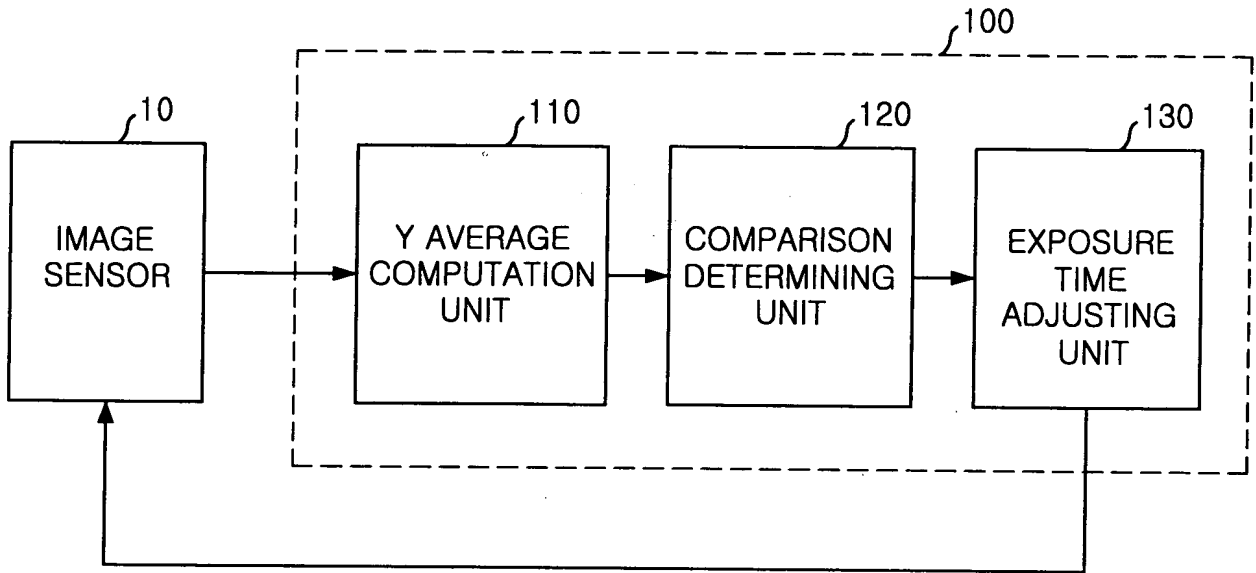 100
10
110
120
130
IMAGE
SENSOR
Y AVERAGE
COMPUTATION
UNIT
COMPARISON
DETERMINING
UNIT
EXPOSURE
TIME
ADJUSTING
UNIT